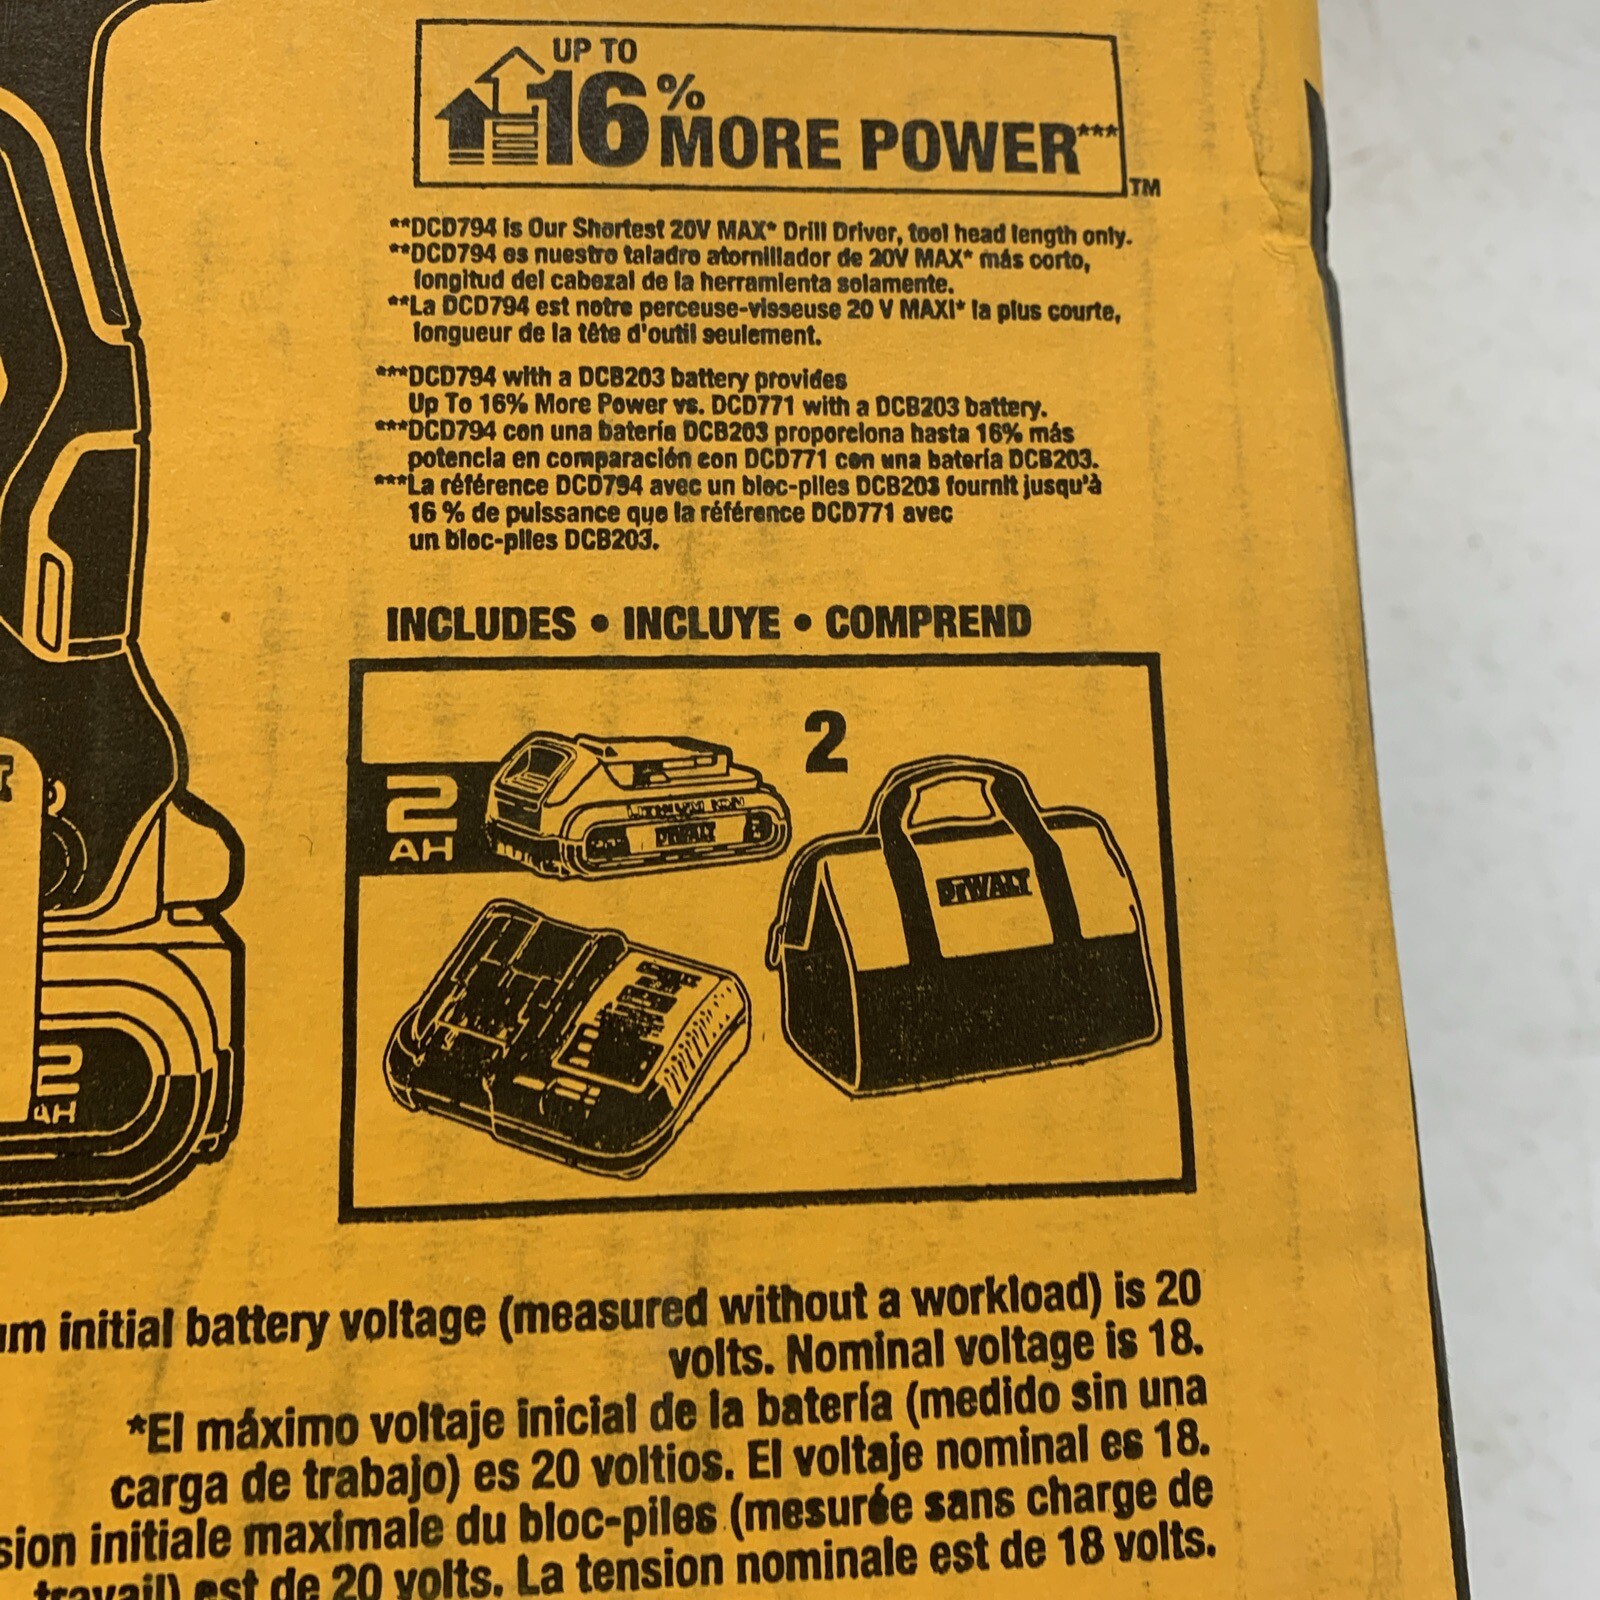 UP TO
16%
MORE POWER***
TM
**DCD794 is Our Shortest 20V MAX* Drill Driver, tool head length only.
**DCD794 es nuestro taladro atornillador de 20V MAX* más corto,
longitud del cabezal de la herramienta solamente.
**La DCD794 est notre perceuse-visseuse 20 V MAXI* la plus courte,
longueur de la tête d'outil seulement.
***DCD794 with a DCB203 battery provides
Up To 16% More Power vs. DCD771 with a DCB203 battery.
***DCD794 con una batería DCB203 proporciona hasta 16% más
potencia en comparación con DCD771 con una batería DCB203.
***La référence DCD794 avec un bloc-piles DCB203 fournit jusqu'à
16 % de puissance que la référence DCD771 avec
un bloc-piles DCB203.
INCLUDES • INCLUYE • COMPREND
2
2
AH
LITHIUM ION
DEWALT
DEWALT
T
2
AH
um initial battery voltage (measured without a workload) is 20
volts. Nominal voltage is 18.
*El máximo voltaje inicial de la batería (medido sin una
carga de trabajo) es 20 voltios. El voltaje nominal es 18.
sion initiale maximale du bloc-piles (mesurée sans charge de
travail) est de 20 volts. La tension nominale est de 18 volts.